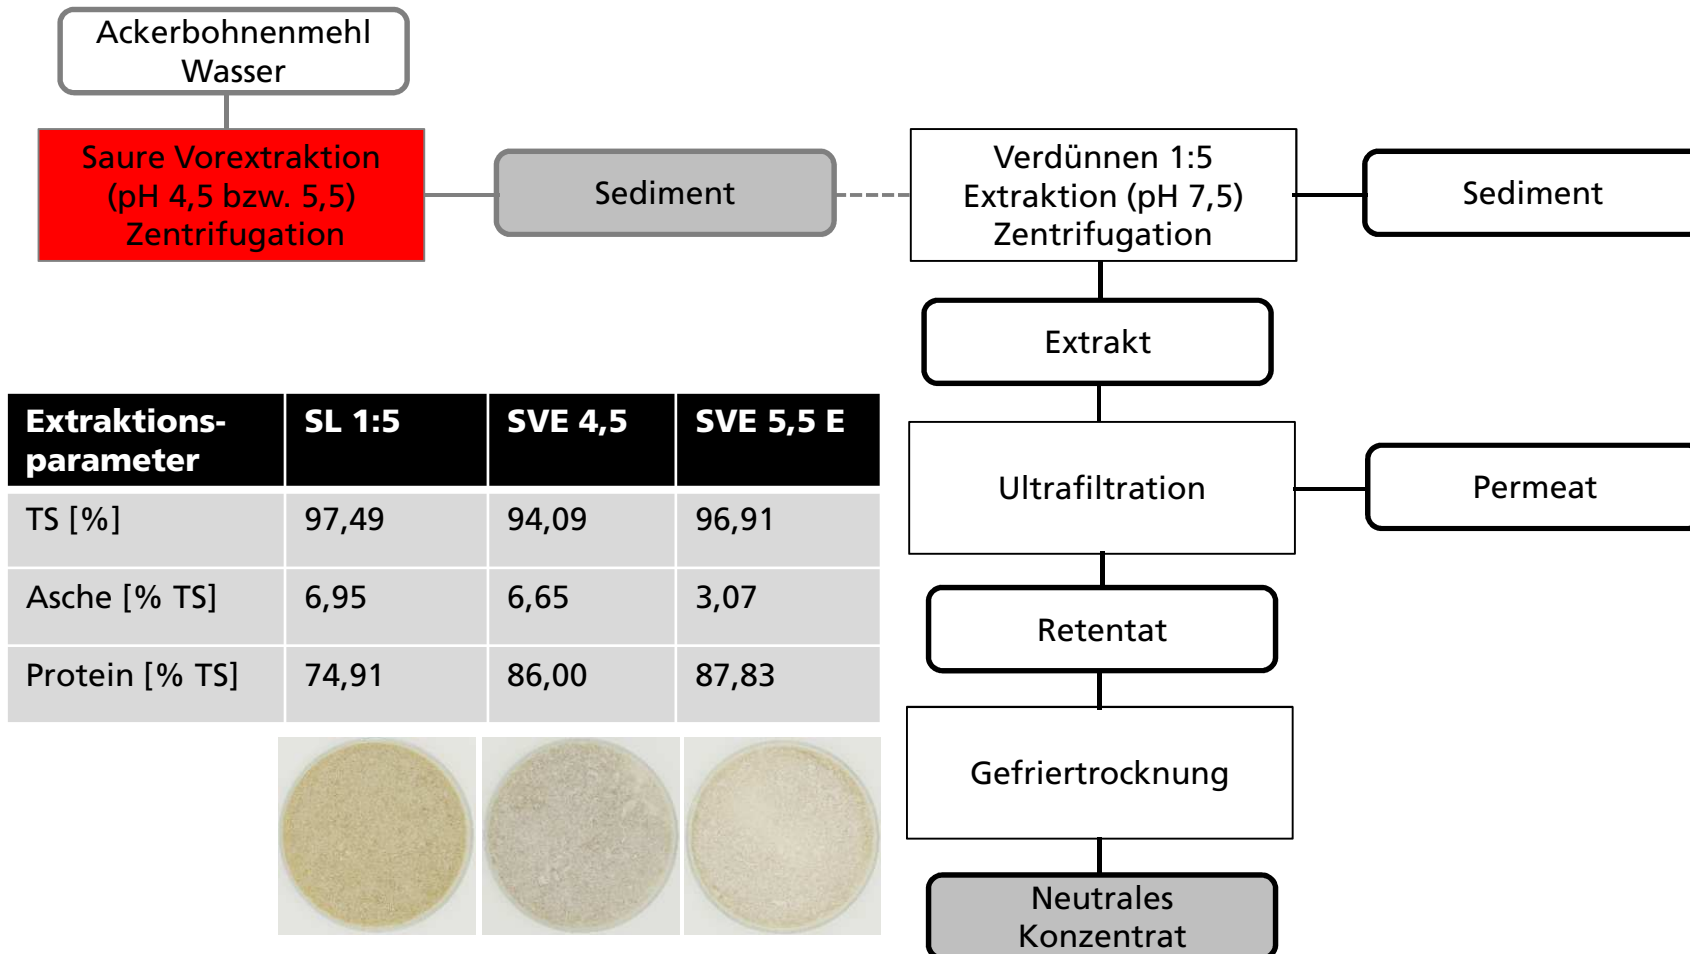 Ackerbohnenmehl
Wasser
Saure Vorextraktion
(pH 4,5 bzw. 5,5)
Zentrifugation
Sediment
Verdünnen 1:5
Extraktion (pH 7,5)
Zentrifugation
Sediment
Extrakt
Ultrafiltration
Permeat
Retentat
Gefriertrocknung
Neutrales
Konzentrat
Extraktions-
parameter
SL 1:5
SVE 4,5
SVE 5,5 E
TS [%]
97,49
94,09
96,91
Asche [% TS]
6,95
6,65
3,07
Protein [% TS]
74,91
86,00
87,83